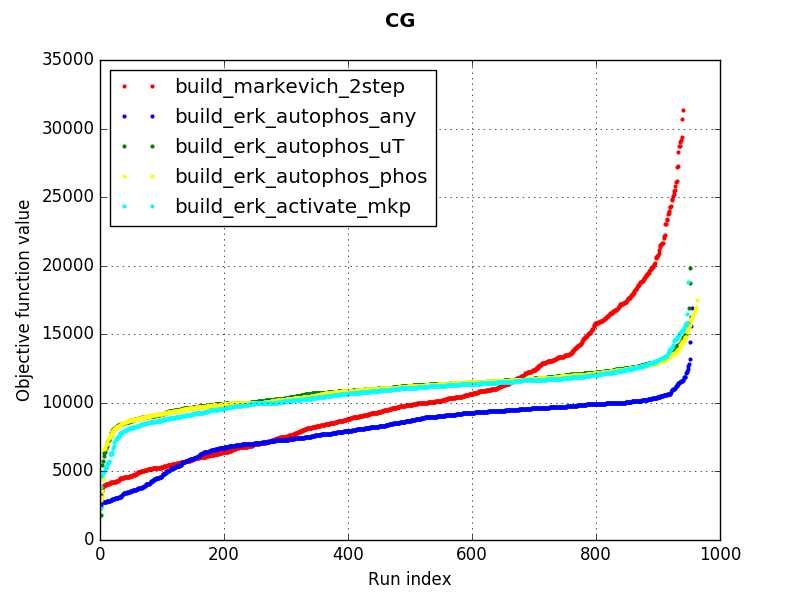 CG
35000
30000
25000
20000
15000
10000
5000
0
Objective function value
build_markevich_2step
build_erk_autophos_any
build_erk_autophos_uT
build_erk_autophos_phos
build_erk_activate_mkp
0 200 400 600 800 1000
Run index